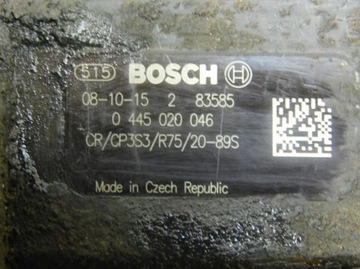 515 BOSCH
08-10-15 2 83585
0 445 020 046
CR/CP3S3/R75/20-89S
Made in Czech Republic